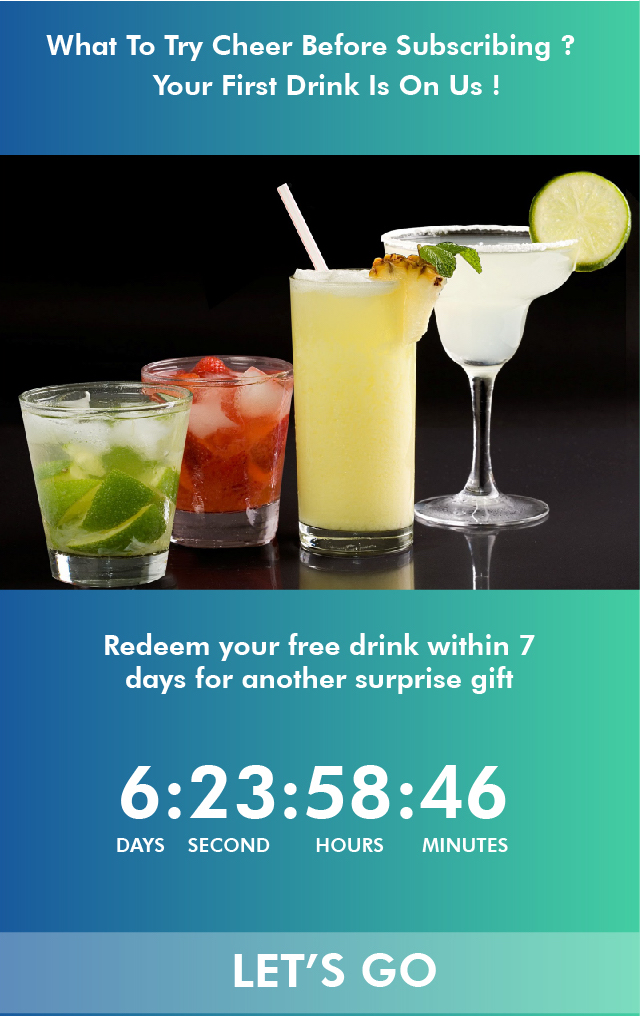 What To Try Cheer Before Subscribing ?
Your First Drink Is On Us !
Redeem your free drink within 7
days for another surprise gift
6:23:58:46
DAYS SECOND HOURS MINUTES
LET'S GO